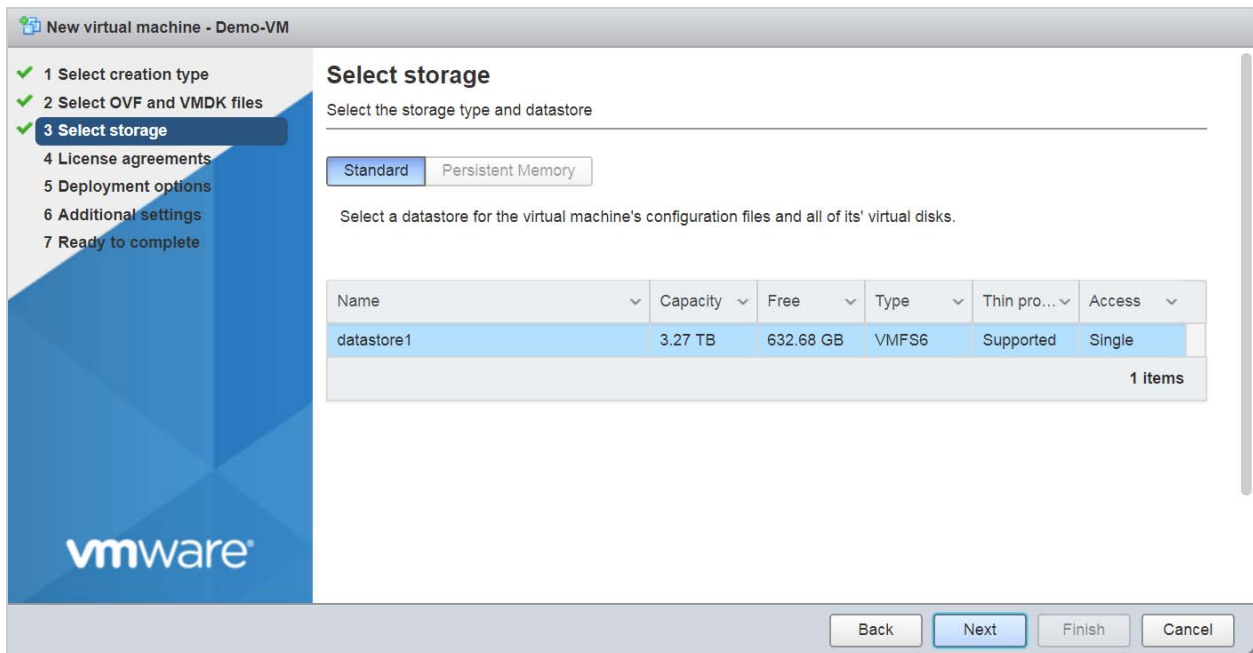 New virtual machine - Demo-VM
1 Select creation type
2 Select OVF and VMDK files
3 Select storage
4 License agreements
5 Deployment options
6 Additional settings
7 Ready to complete
vmware®
Select storage
Select the storage type and datastore
Standard Persistent Memory
Select a datastore for the virtual machine's configuration files and all of its' virtual disks.
Name Capacity Free Type Thin pro... Access
datastore1 3.27 TB 632.68 GB VMFS6 Supported Single
1 items
Back Next Finish Cancel